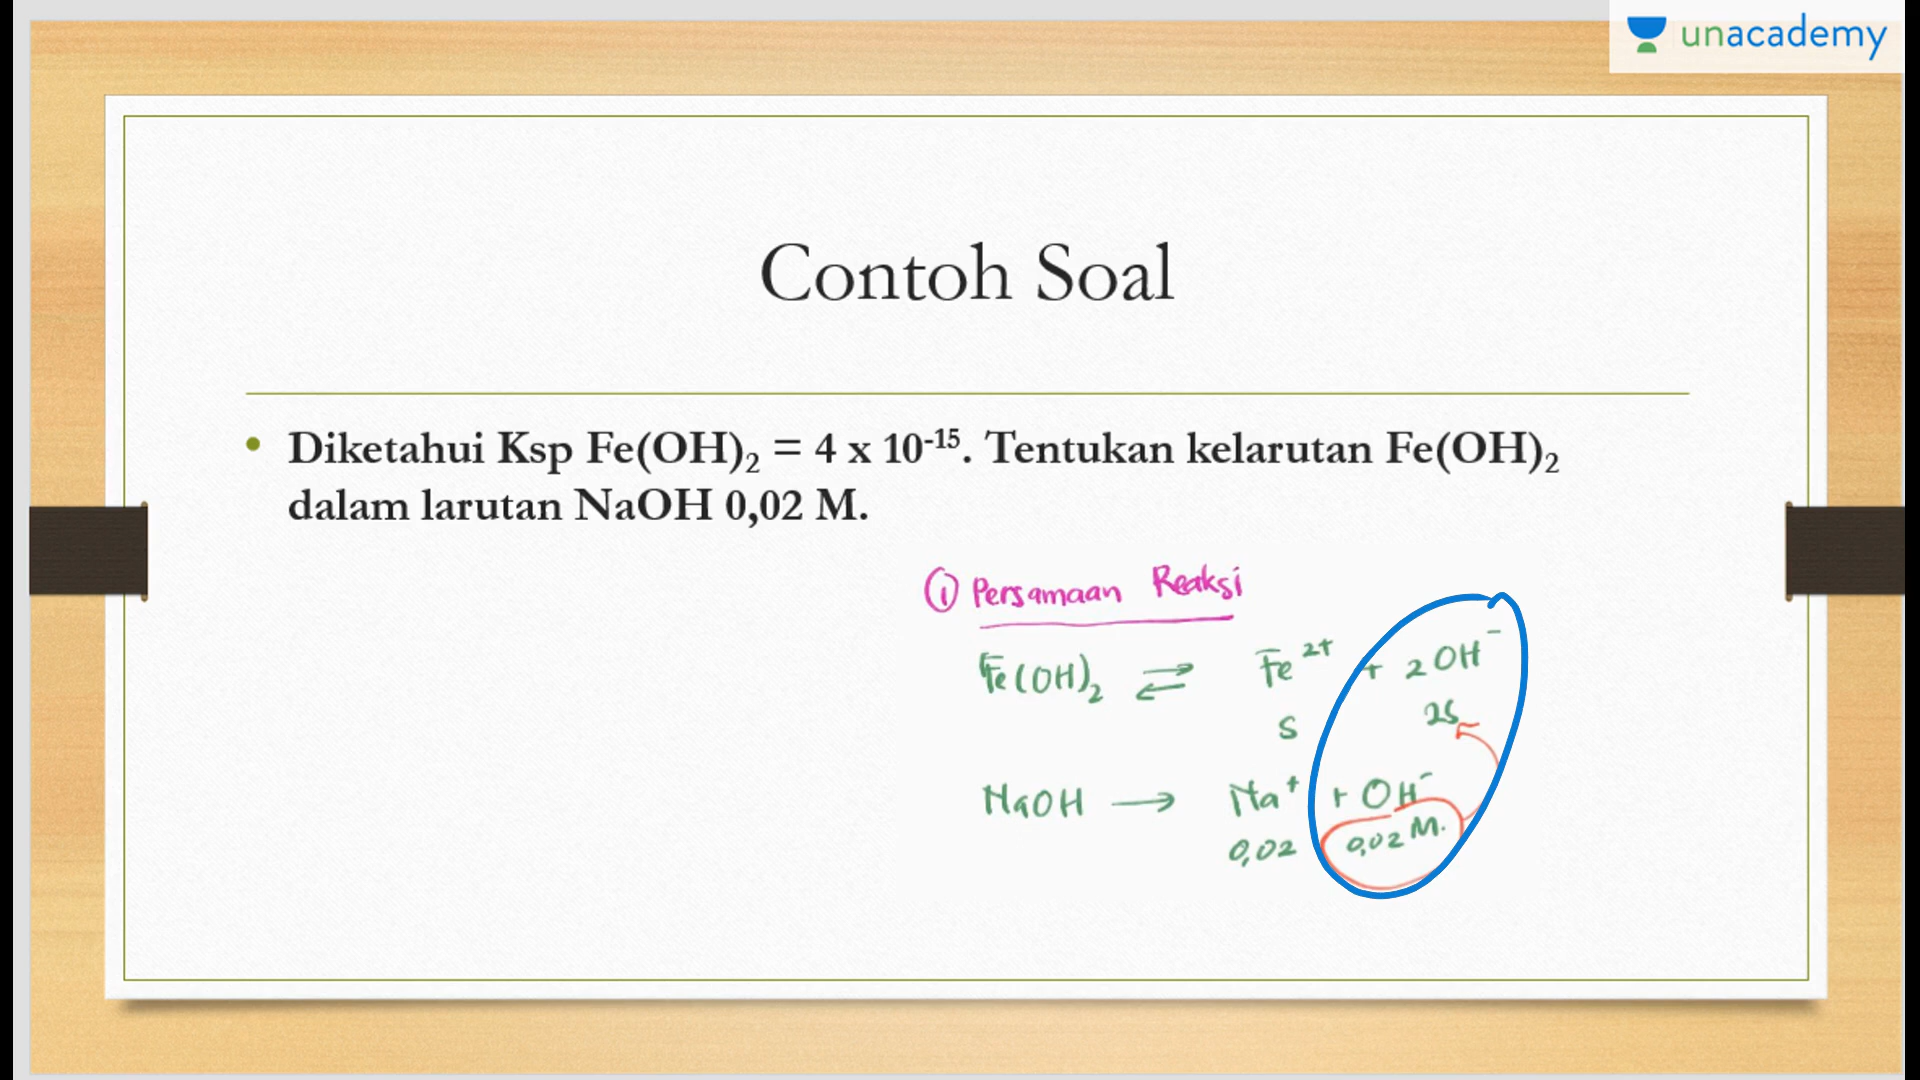 unacademy
Contoh Soal
• Diketahui Ksp Fe(OH)₂ = 4 x 10⁻¹⁵. Tentukan kelarutan Fe(OH)₂
dalam larutan NaOH 0,02 M.
① Persamaan Reaksi
Fe(OH)₂ ⇌ Fe²⁺ + 2OH⁻
S 2S
NaOH → Na⁺ + OH⁻
0,02 0,02 M.